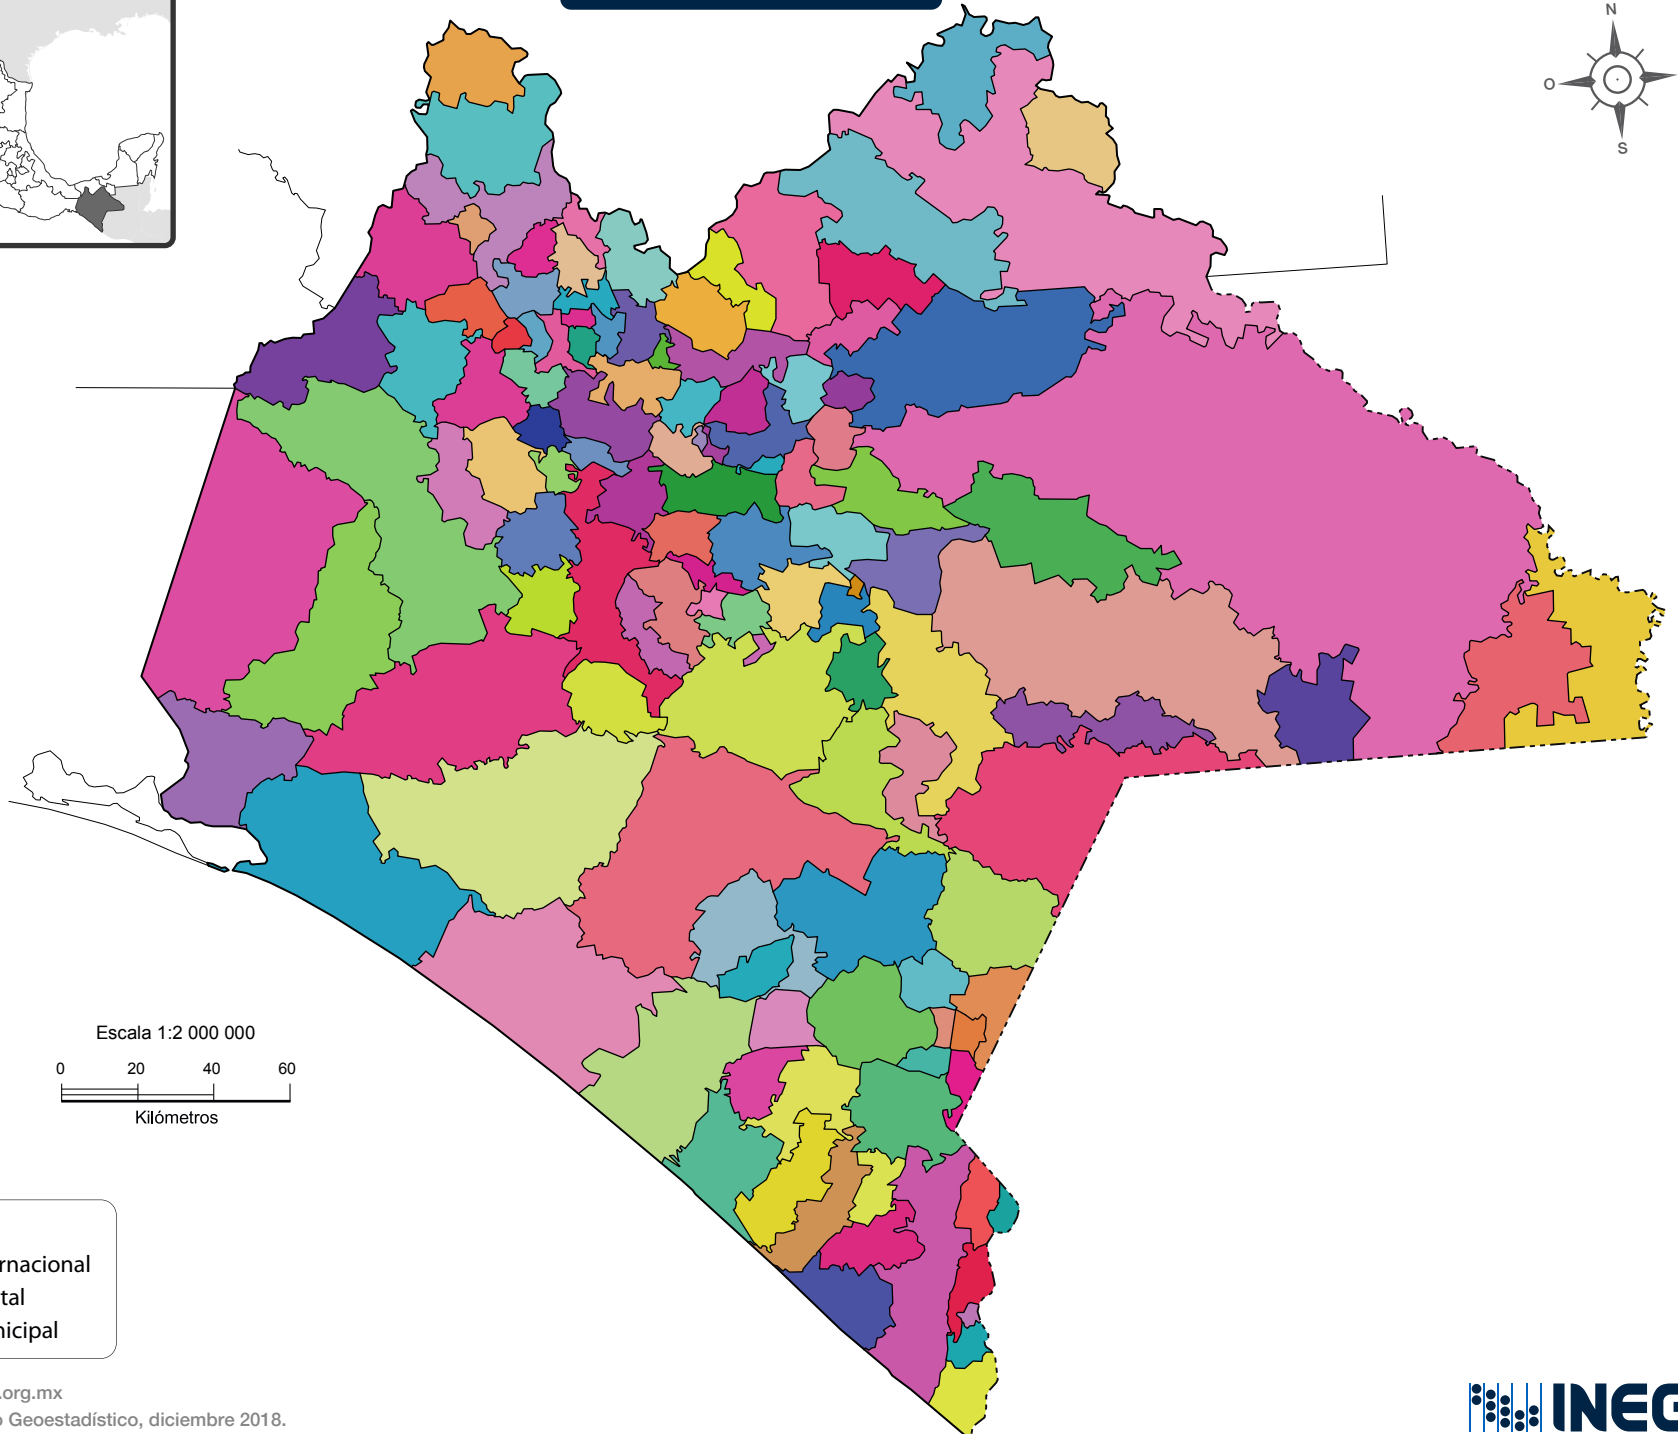 N
O
S
Escala 1:2 000 000
0 20 40 60
Kilómetros
rnacional
tal
nicipal
.org.mx
o Geoestadístico, diciembre 2018.
INEG